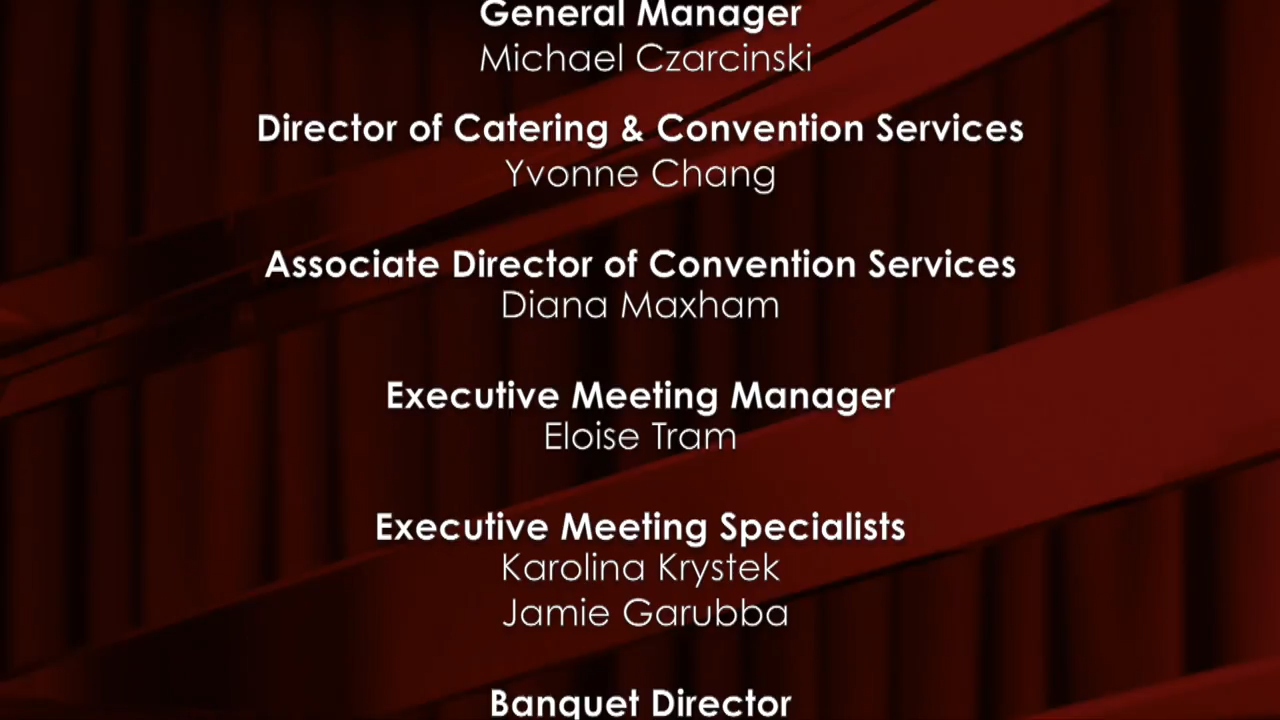 General Manager
Michael Czarcinski
Director of Catering & Convention Services
Yvonne Chang
Associate Director of Convention Services
Diana Maxham
Executive Meeting Manager
Eloise Tram
Executive Meeting Specialists
Karolina Krystek
Jamie Garubba
Banquet Director